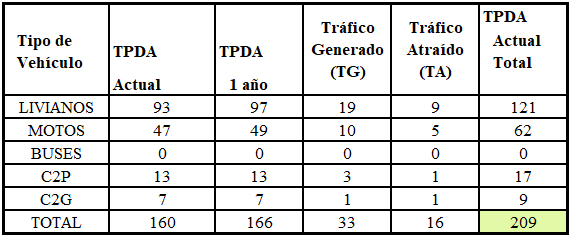 Tipo de Vehículo | TPDA Actual | TPDA 1 año | Tráfico Generado (TG) | Tráfico Atraído (TA) | TPDA Actual Total
LIVIANOS | 93 | 97 | 19 | 9 | 121
MOTOS | 47 | 49 | 10 | 5 | 62
BUSES | 0 | 0 | 0 | 0 | 0
C2P | 13 | 13 | 3 | 1 | 17
C2G | 7 | 7 | 1 | 1 | 9
TOTAL | 160 | 166 | 33 | 16 | 209